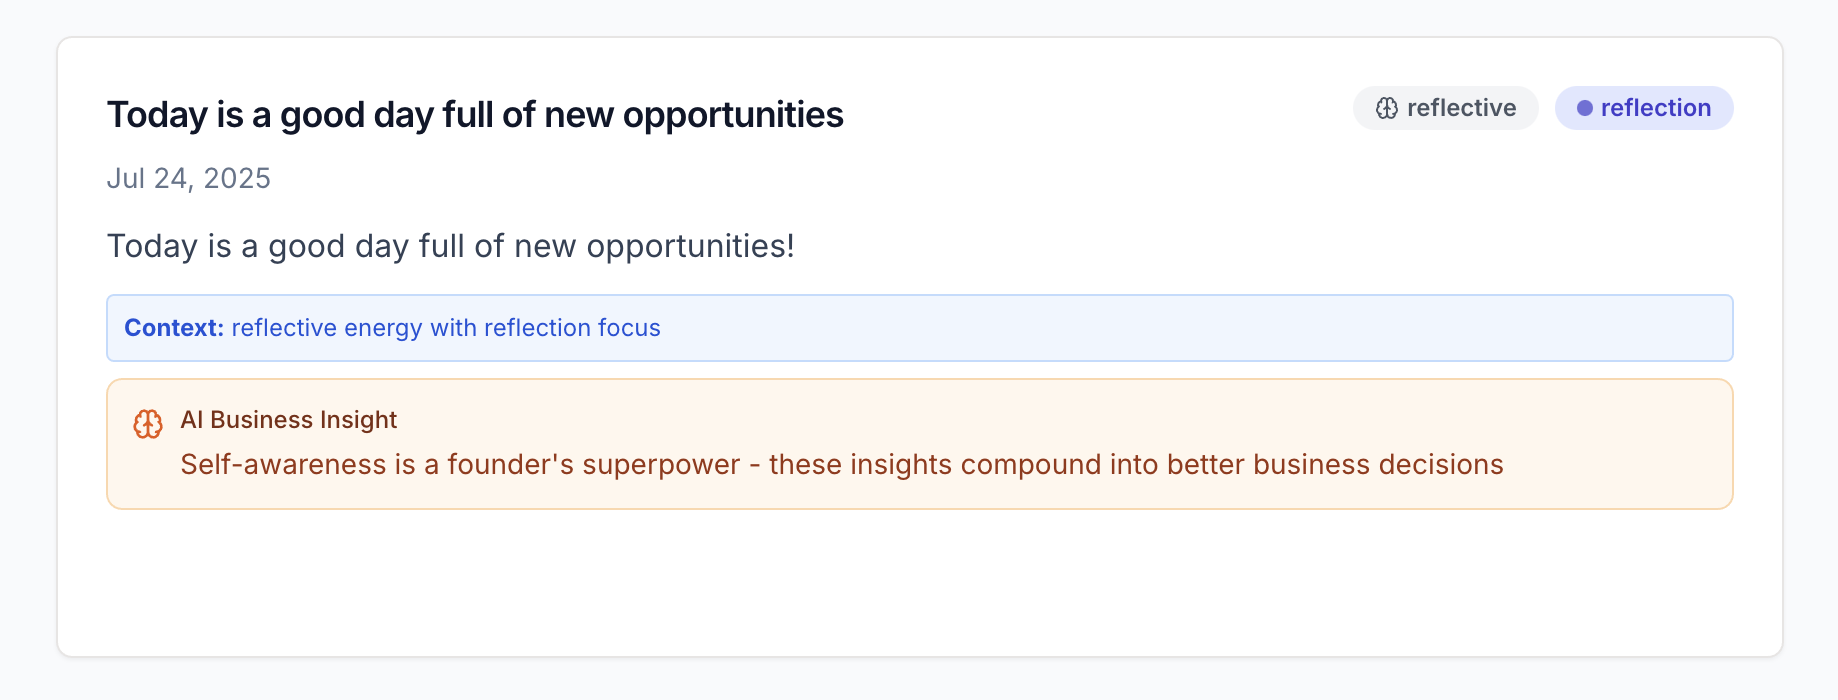 Today is a good day full of new opportunities
reflective
reflection
Jul 24, 2025
Today is a good day full of new opportunities!
Context: reflective energy with reflection focus
AI Business Insight
Self-awareness is a founder's superpower - these insights compound into better business decisions